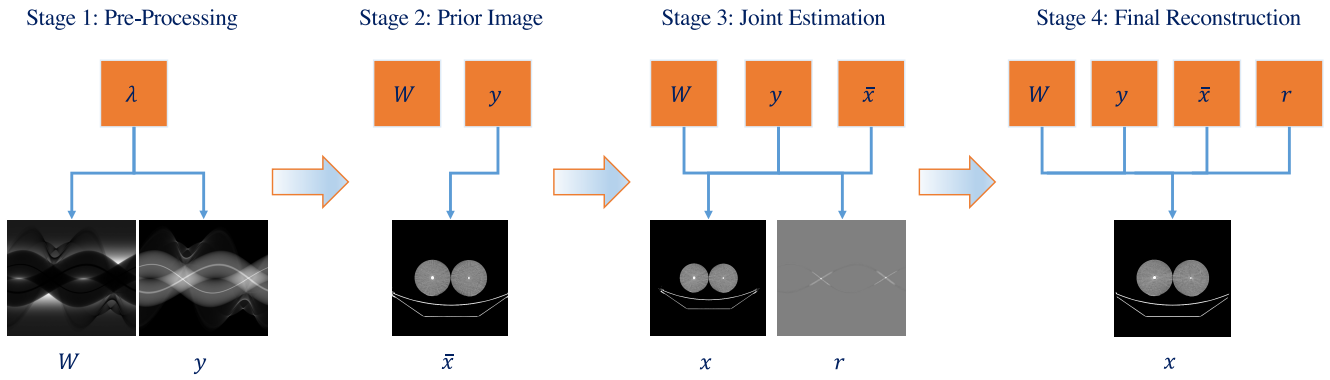 Stage 1: Pre-Processing
Stage 2: Prior Image
Stage 3: Joint Estimation
Stage 4: Final Reconstruction
λ
W y
W y x̄
W y x̄ r
W y
x̄
x r
x